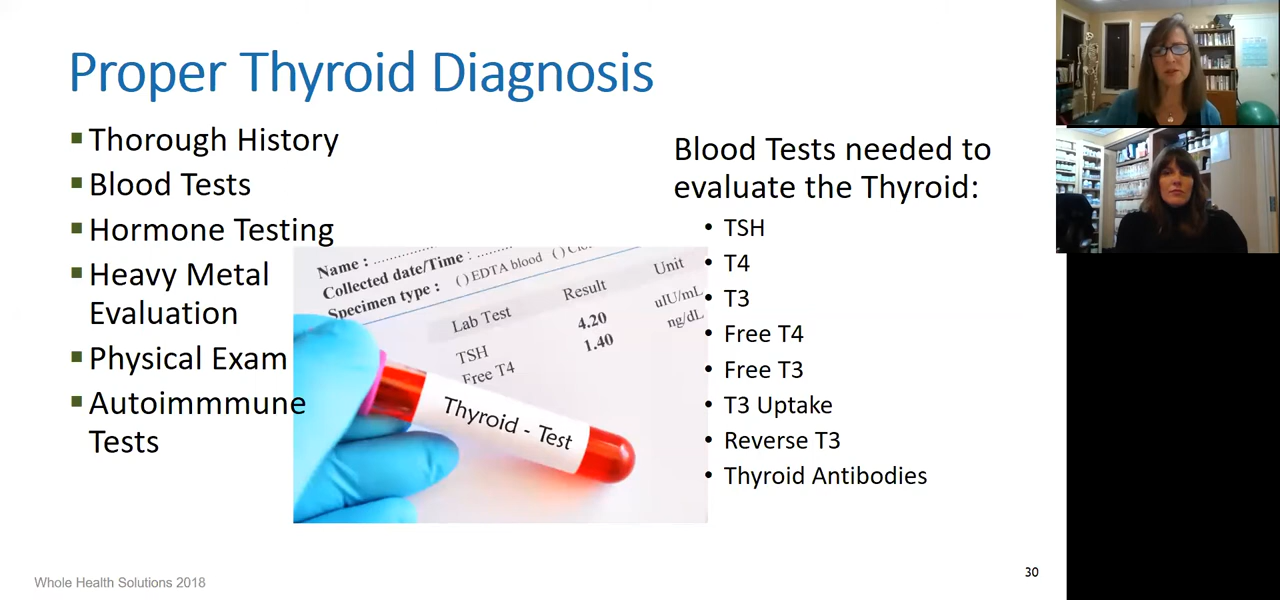 Proper Thyroid Diagnosis
Thorough History
Blood Tests
Hormone Testing
Heavy Metal
Evaluation
Physical Exam
Autoimmmune
Tests
Name : ....................
Collected date/Time : .........
Specimen type : ( ) EDTA blood ( )
Lab Test Result Unit
TSH 4.20 uIU/mL
Free T4 1.40 ng/dL
Thyroid - Test
Blood Tests needed to
evaluate the Thyroid:
• TSH
• T4
• T3
• Free T4
• Free T3
• T3 Uptake
• Reverse T3
• Thyroid Antibodies
Whole Health Solutions 2018
30